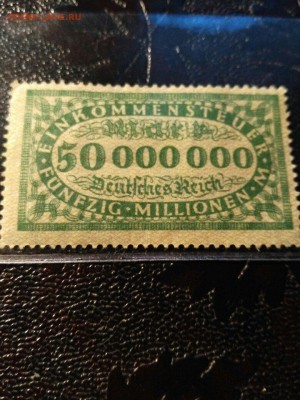 EINKOMMENSTEUER
50 000 000
Deutsches Reich
FÜNFZIG · MILLIONEN · M